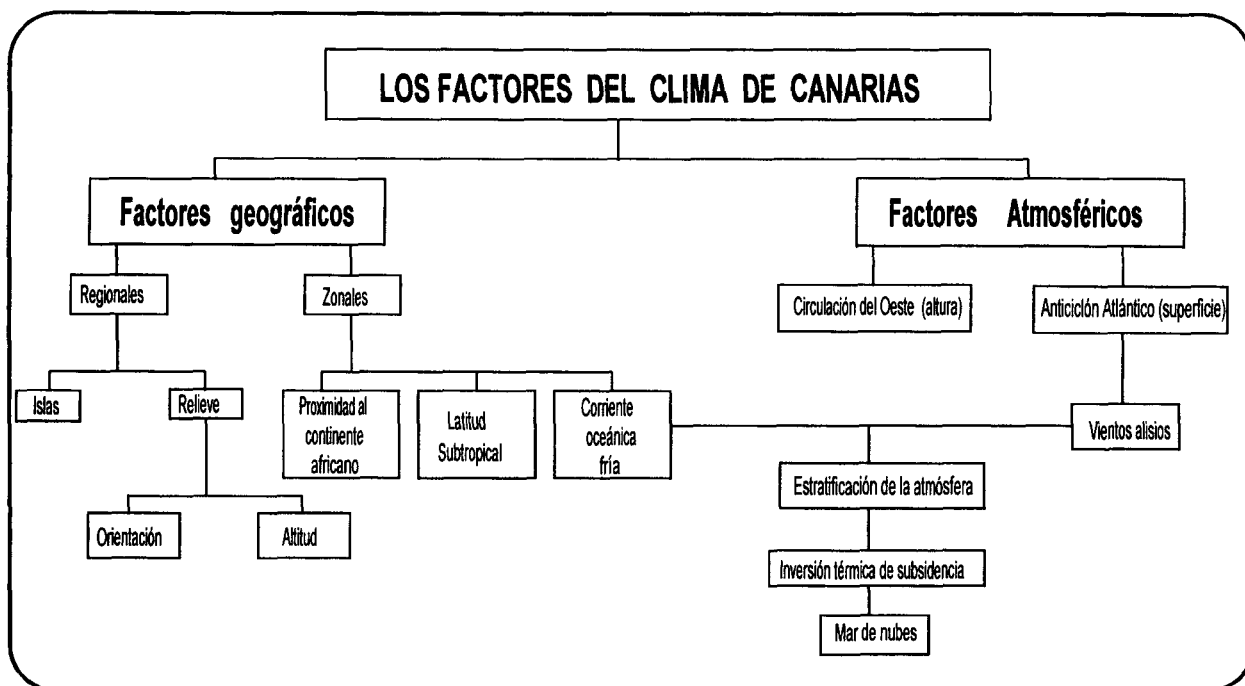 LOS FACTORES DEL CLIMA DE CANARIAS
Factores geográficos
Factores Atmosféricos
Regionales
Zonales
Circulación del Oeste (altura)
Anticición Atlántico (superficie)
Islas
Relieve
Proximidad al
continente
africano
Latitud
Subtropical
Corriente
oceánica
fría
Vientos alisios
Estratificación de la atmósfera
Orientación
Altitud
Inversión térmica de subsidencia
Mar de nubes